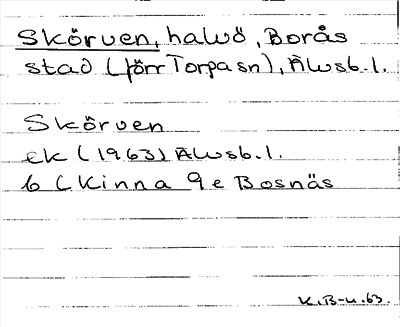 Skörven, halvö, Borås
stad (förr Torpa sn), Älvsb. l.
Skörven
ek (1963) Älvsb. l.
6 C Kinna 9 e Bosnäs
K.B-u. 63.